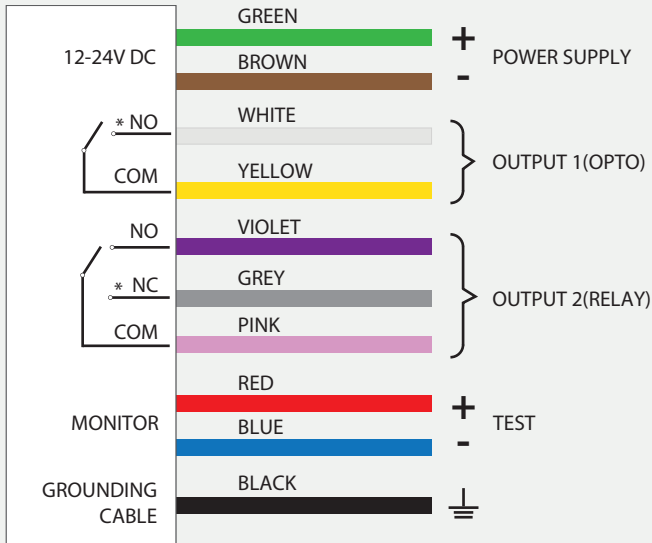 GREEN
12-24V DC
+
POWER SUPPLY
BROWN
-
WHITE
* NO
OUTPUT 1(OPTO)
YELLOW
COM
VIOLET
NO
GREY
* NC
OUTPUT 2(RELAY)
PINK
COM
RED
+
MONITOR
TEST
BLUE
-
BLACK
GROUNDING
CABLE